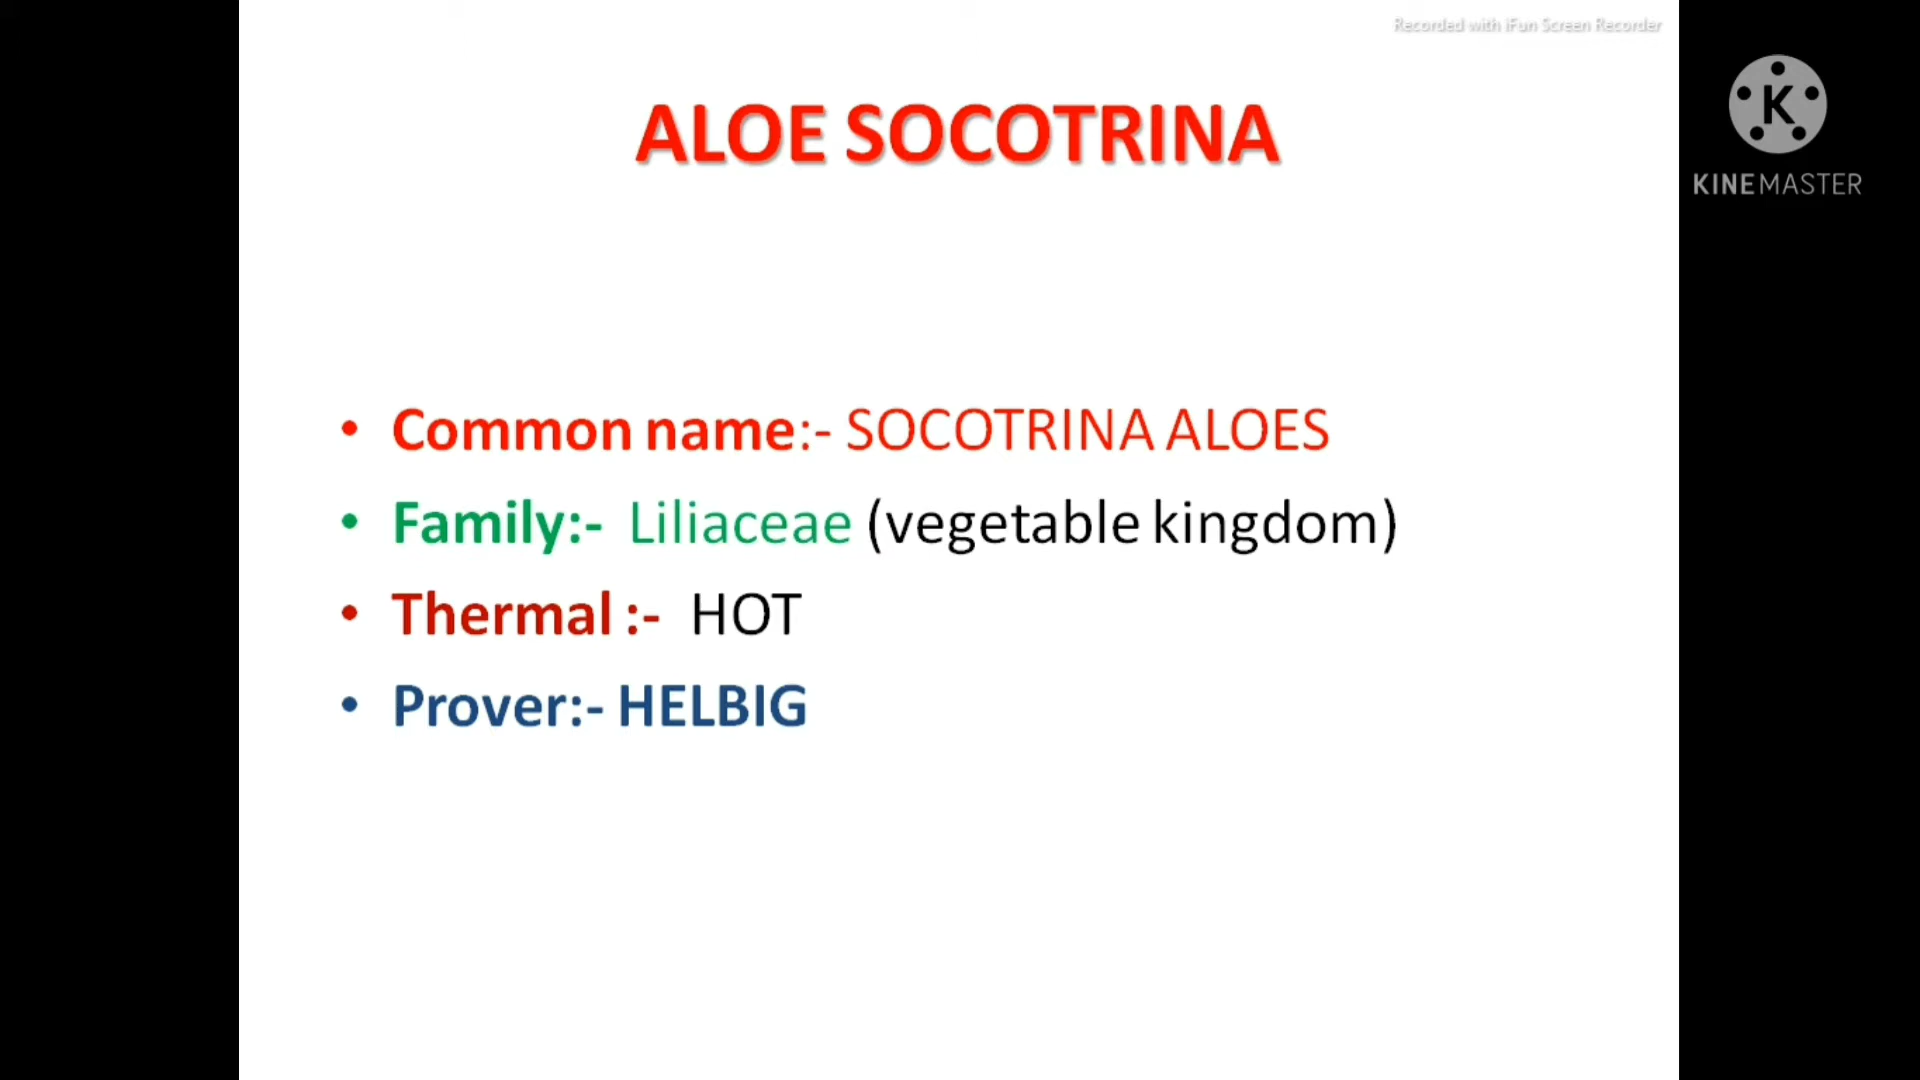 Recorded with iFun Screen Recorder
K
KINEMASTER
ALOE SOCOTRINA
• Common name:- SOCOTRINA ALOES
• Family:- Liliaceae (vegetable kingdom)
• Thermal :- HOT
• Prover:- HELBIG